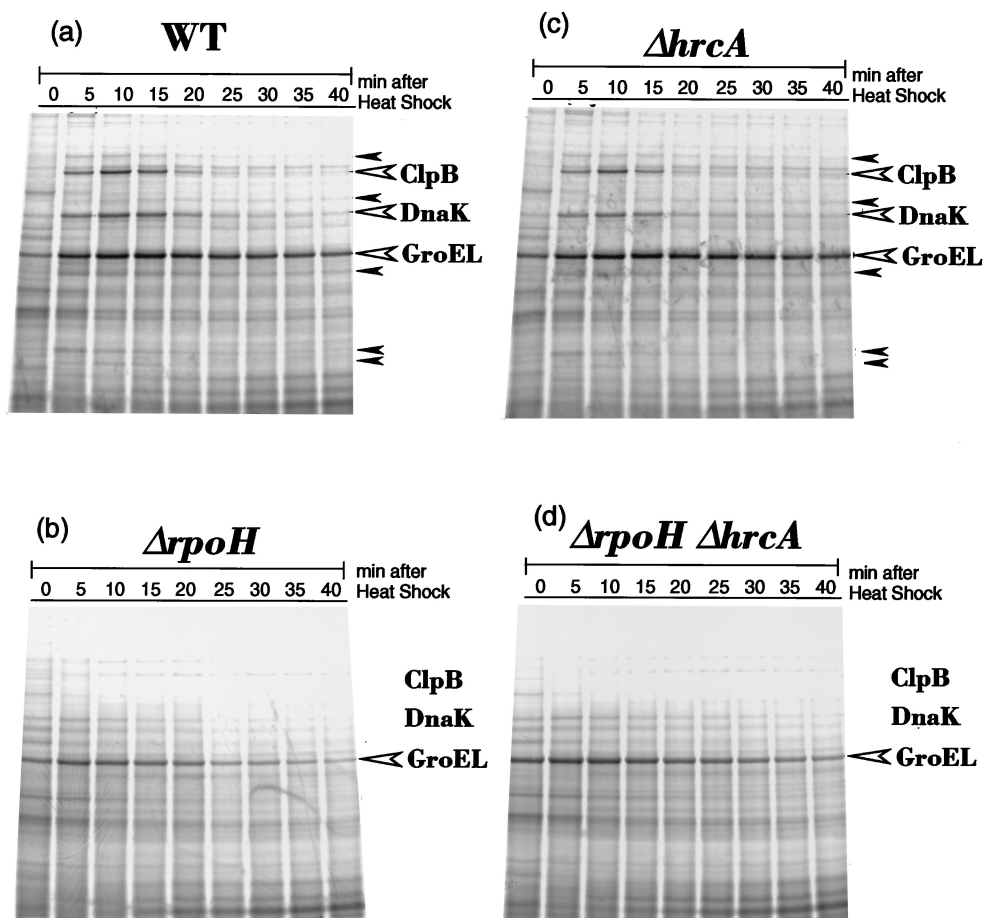 (a) WT
min after
0 5 10 15 20 25 30 35 40 Heat Shock
ClpB
DnaK
GroEL
(c) ΔhrcA
min after
0 5 10 15 20 25 30 35 40 Heat Shock
ClpB
DnaK
GroEL
(b) ΔrpoH
min after
0 5 10 15 20 25 30 35 40 Heat Shock
ClpB
DnaK
GroEL
(d) ΔrpoH ΔhrcA
min after
0 5 10 15 20 25 30 35 40 Heat Shock
ClpB
DnaK
GroEL